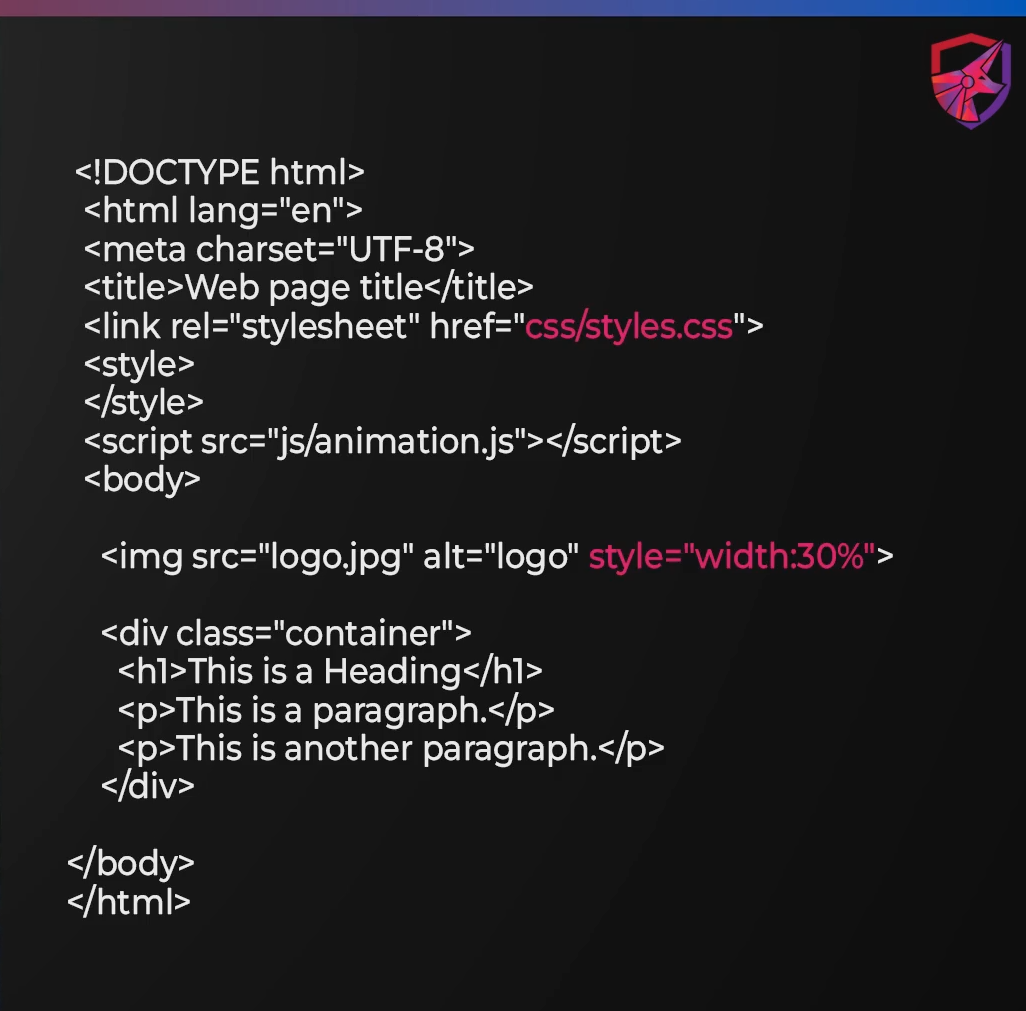 <!DOCTYPE html>
<html lang="en">
<meta charset="UTF-8">
<title>Web page title</title>
<link rel="stylesheet" href="css/styles.css">
<style>
</style>
<script src="js/animation.js"></script>
<body>
<img src="logo.jpg" alt="logo" style="width:30%">
<div class="container">
<h1>This is a Heading</h1>
<p>This is a paragraph.</p>
<p>This is another paragraph.</p>
</div>
</body>
</html>